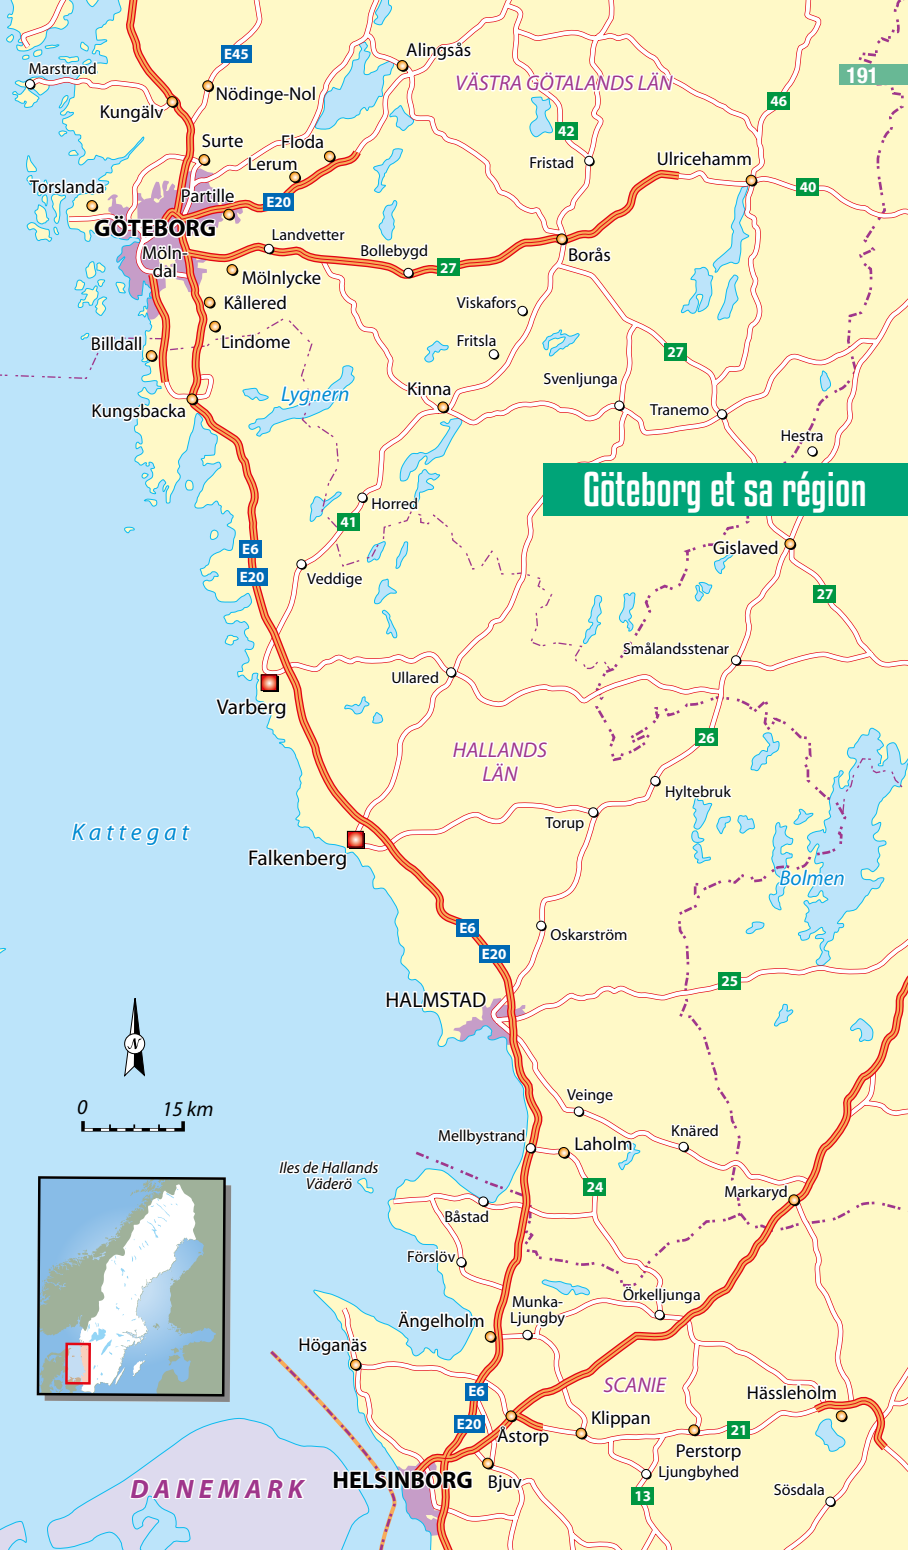 E45
Alingsås
Marstrand
VÄSTRA GÖTALANDS LÄN
191
Nödinge-Nol
46
Kungälv
42
Surte
Floda
Fristad
Ulricehamm
Lerum
Torslanda
Partille
40
E20
GÖTEBORG
Landvetter
Möln-
dal
Bollebygd
Borås
27
Mölnlycke
Kållered
Viskafors
Billdall
Lindome
Fritsla
27
Svenljunga
Lygnern
Kinna
Kungsbacka
Tranemo
Hestra
Göteborg et sa région
Horred
41
E6
Gislaved
E20
Veddige
27
Smålandsstenar
Ullared
Varberg
26
HALLANDS
LÄN
Hyltebruk
Torup
Kattegat
Falkenberg
Bolmen
E6
Oskarström
E20
25
HALMSTAD
N
0
15 km
Veinge
Mellbystrand
Laholm
Knäred
Iles de Hallands
Väderö
24
Markaryd
Båstad
Förslöv
Örkelljunga
Munka-
Ljungby
Ängelholm
Höganäs
SCANIE
E6
Hässleholm
E20
Klippan
21
Åstorp
Perstorp
DANEMARK
HELSINBORG
Bjuv
Ljungbyhed
13
Sösdala